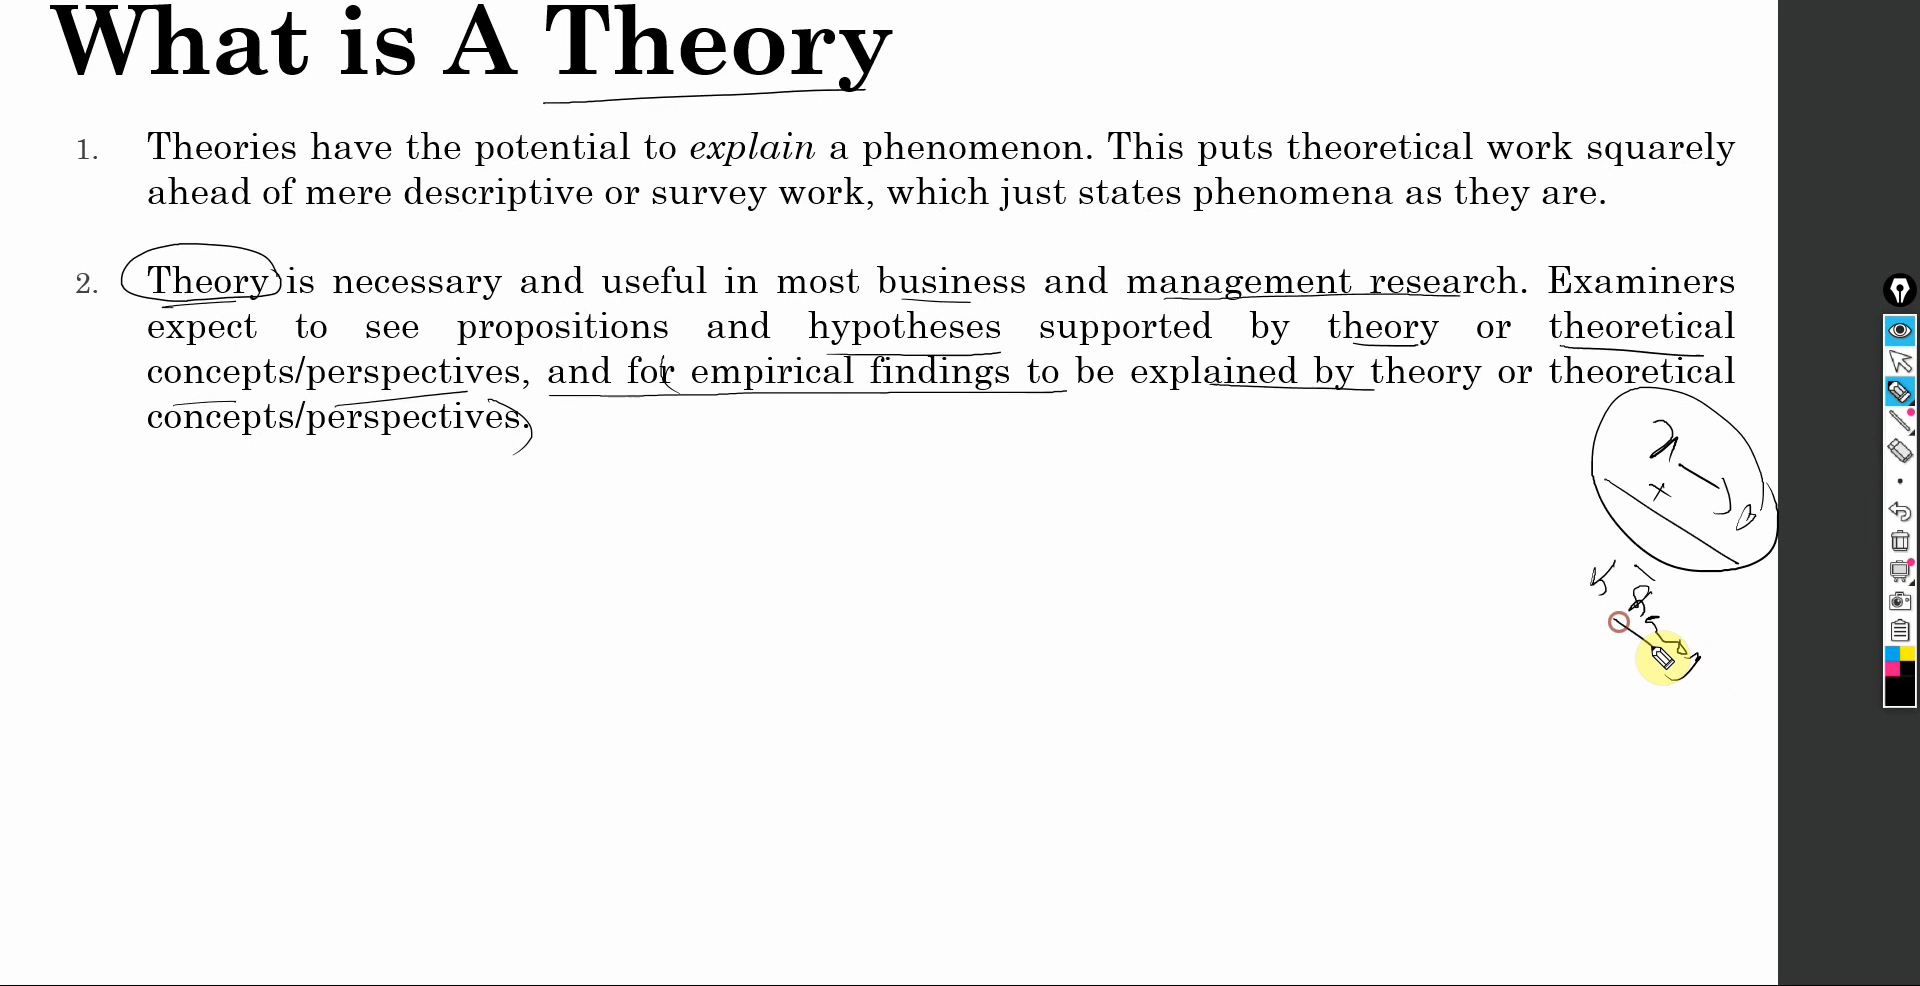 What is A Theory
1. Theories have the potential to explain a phenomenon. This puts theoretical work squarely
ahead of mere descriptive or survey work, which just states phenomena as they are.
2. Theory is necessary and useful in most business and management research. Examiners
expect to see propositions and hypotheses supported by theory or theoretical
concepts/perspectives, and for empirical findings to be explained by theory or theoretical
concepts/perspectives.